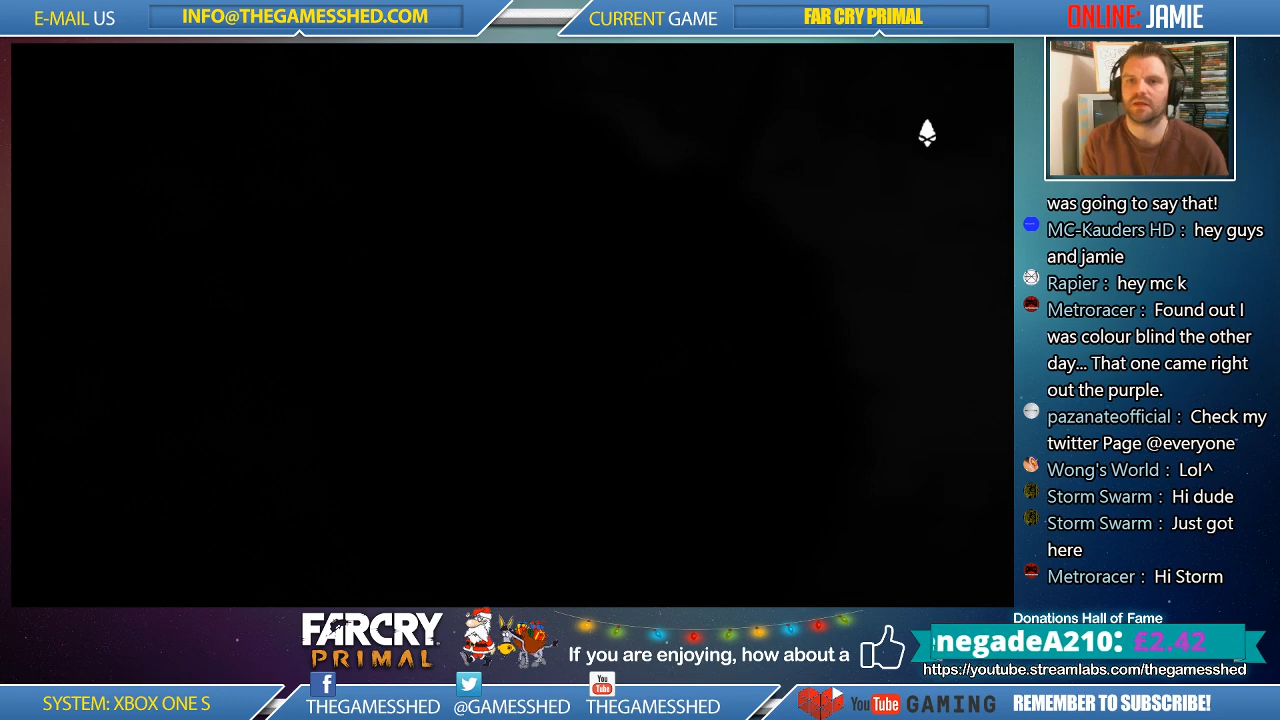 E-MAIL US
INFO@THEGAMESSHED.COM
CURRENT GAME
FAR CRY PRIMAL
ONLINE: JAMIE
was going to say that!
MC-Kauders HD : hey guys
and jamie
Rapier : hey mc k
Metroracer : Found out I
was colour blind the other
day... That one came right
out the purple.
pazanateofficial : Check my
twitter Page @everyone
Wong's World : Lol^
Storm Swarm : Hi dude
Storm Swarm : Just got
here
Metroracer : Hi Storm
FARCRY
PRIMAL
If you are enjoying, how about a
Donations Hall of Fame
negadeA210: £2.42
https://youtube.streamlabs.com/thegamesshed
SYSTEM: XBOX ONE S
THEGAMESSHED
@GAMESSHED
You Tube
THEGAMESSHED
YouTube GAMING
REMEMBER TO SUBSCRIBE!